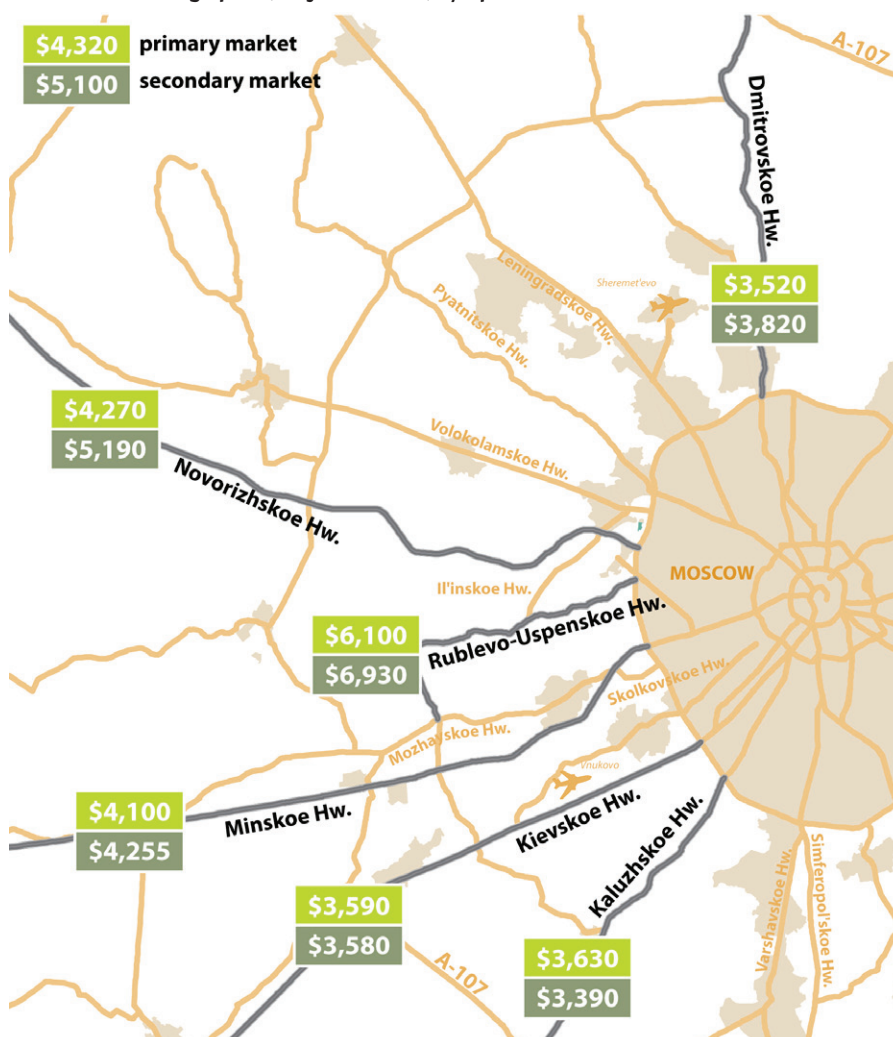 $4,320 primary market
$5,100 secondary market
A-107
Dmitrovskoe Hw.
Leningradskoe Hw.
Sheremet'evo
$3,520
$3,820
Pyatnitskoe Hw.
$4,270
$5,190
Volokolamskoe Hw.
Novorizhskoe Hw.
MOSCOW
Il'inskoe Hw.
$6,100
$6,930
Rublevo-Uspenskoe Hw.
Skolkovskoe Hw.
Mozhayskoe Hw.
Vnukovo
$4,100
$4,255
Minskoe Hw.
Kievskoe Hw.
Kaluzhskoe Hw.
Varshavskoe Hw.
Simferopol'skoe Hw.
$3,590
$3,580
A-107
$3,630
$3,390